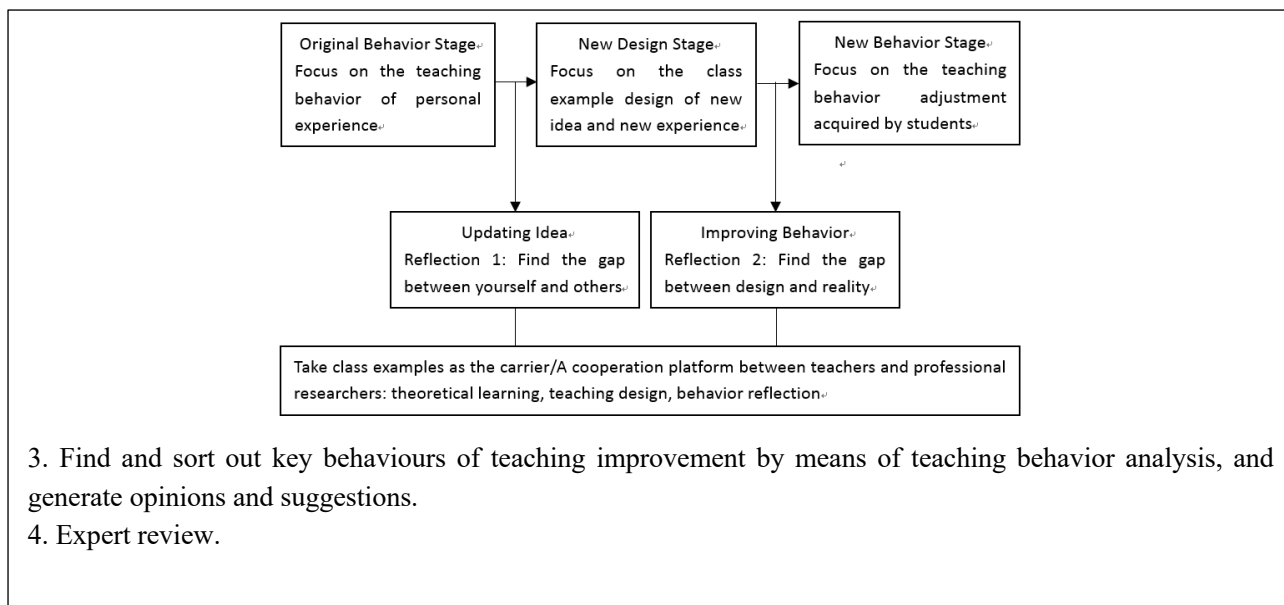 Original Behavior Stage
Focus on the teaching
behavior of personal
experience
New Design Stage
Focus on the class
example design of new
idea and new experience
New Behavior Stage
Focus on the teaching
behavior adjustment
acquired by students
Updating Idea
Reflection 1: Find the gap
between yourself and others
Improving Behavior
Reflection 2: Find the gap
between design and reality
Take class examples as the carrier/A cooperation platform between teachers and professional
researchers: theoretical learning, teaching design, behavior reflection
3. Find and sort out key behaviours of teaching improvement by means of teaching behavior analysis, and
generate opinions and suggestions.
4. Expert review.